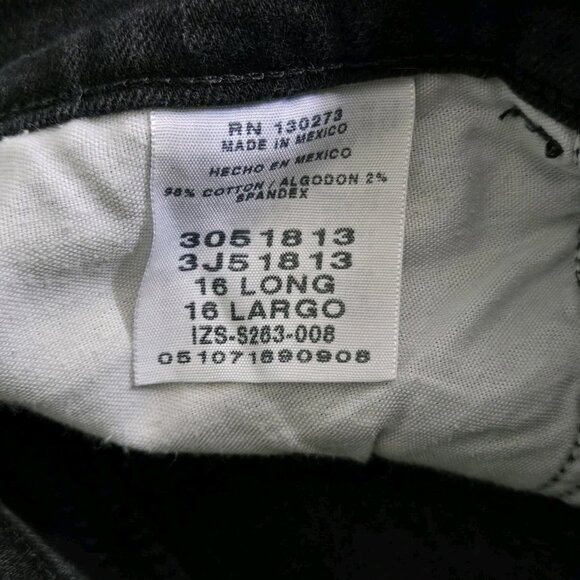 RN 130273
MADE IN MEXICO
HECHO EN MEXICO
98% COTTON / ALGODON 2%
SPANDEX
3051813
3J51813
16 LONG
16 LARGO
IZS-S263-008
051071890908